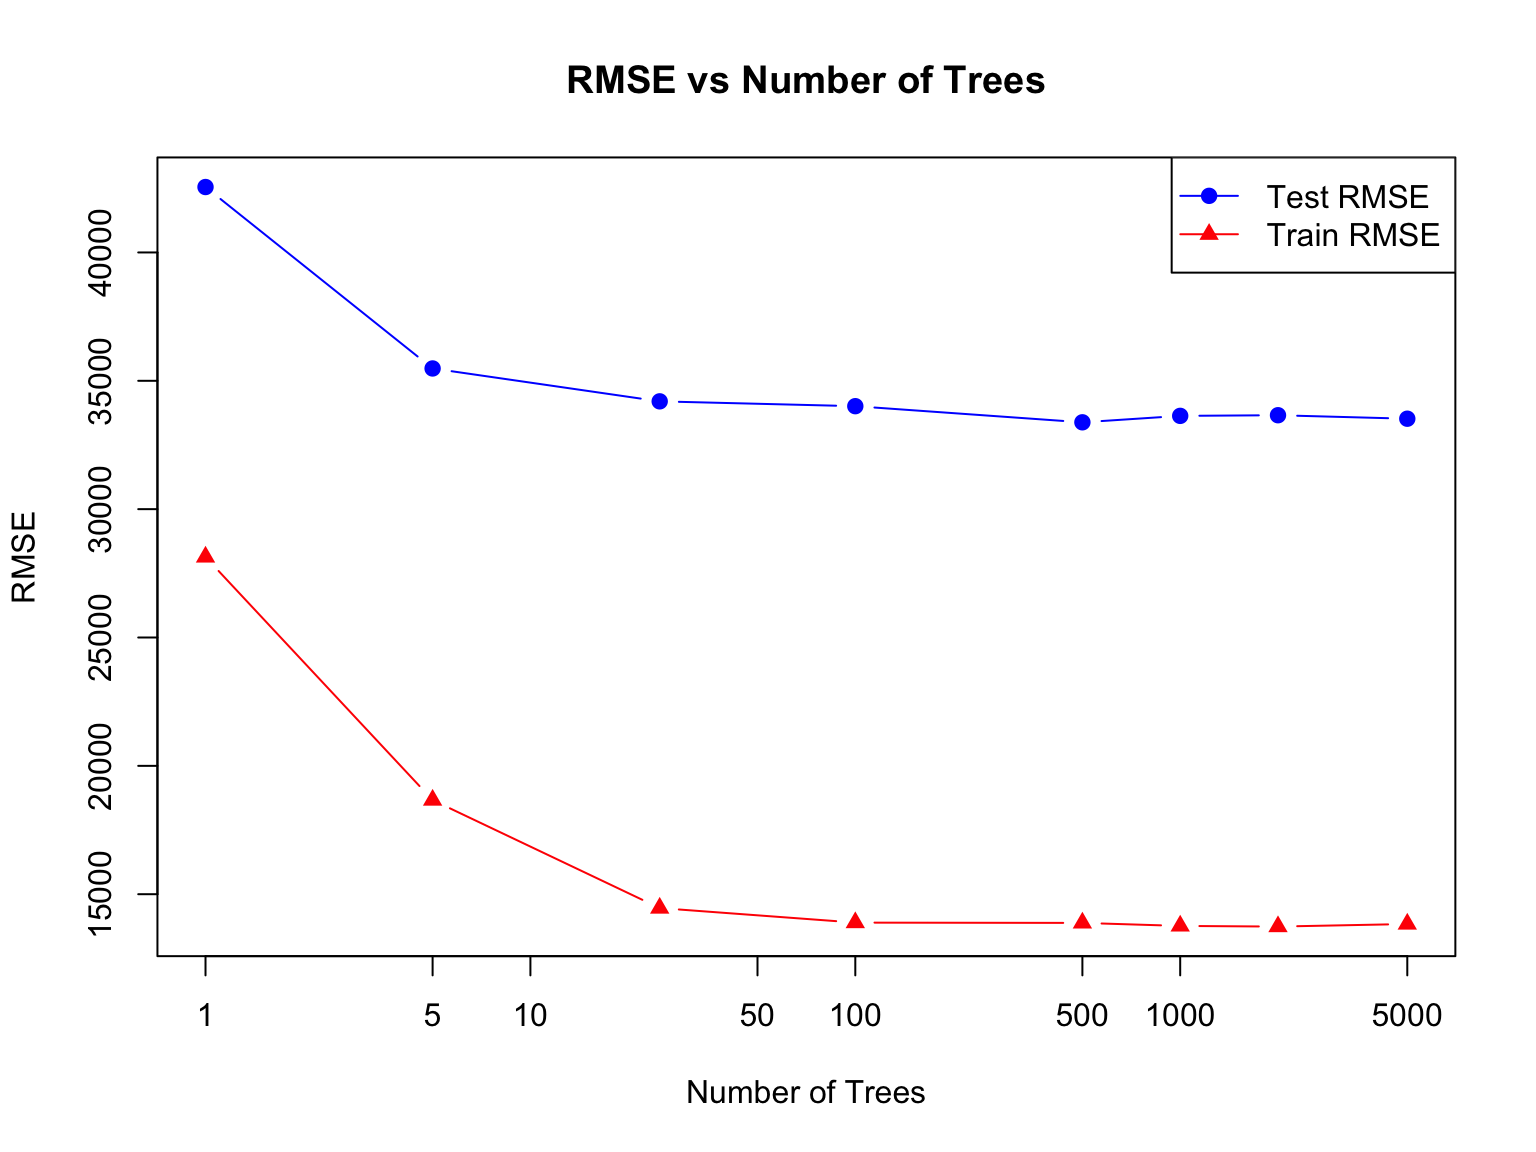 RMSE vs Number of Trees
Test RMSE
Train RMSE
RMSE
40000
35000
30000
25000
20000
15000
1 5 10 50 100 500 1000 5000
Number of Trees